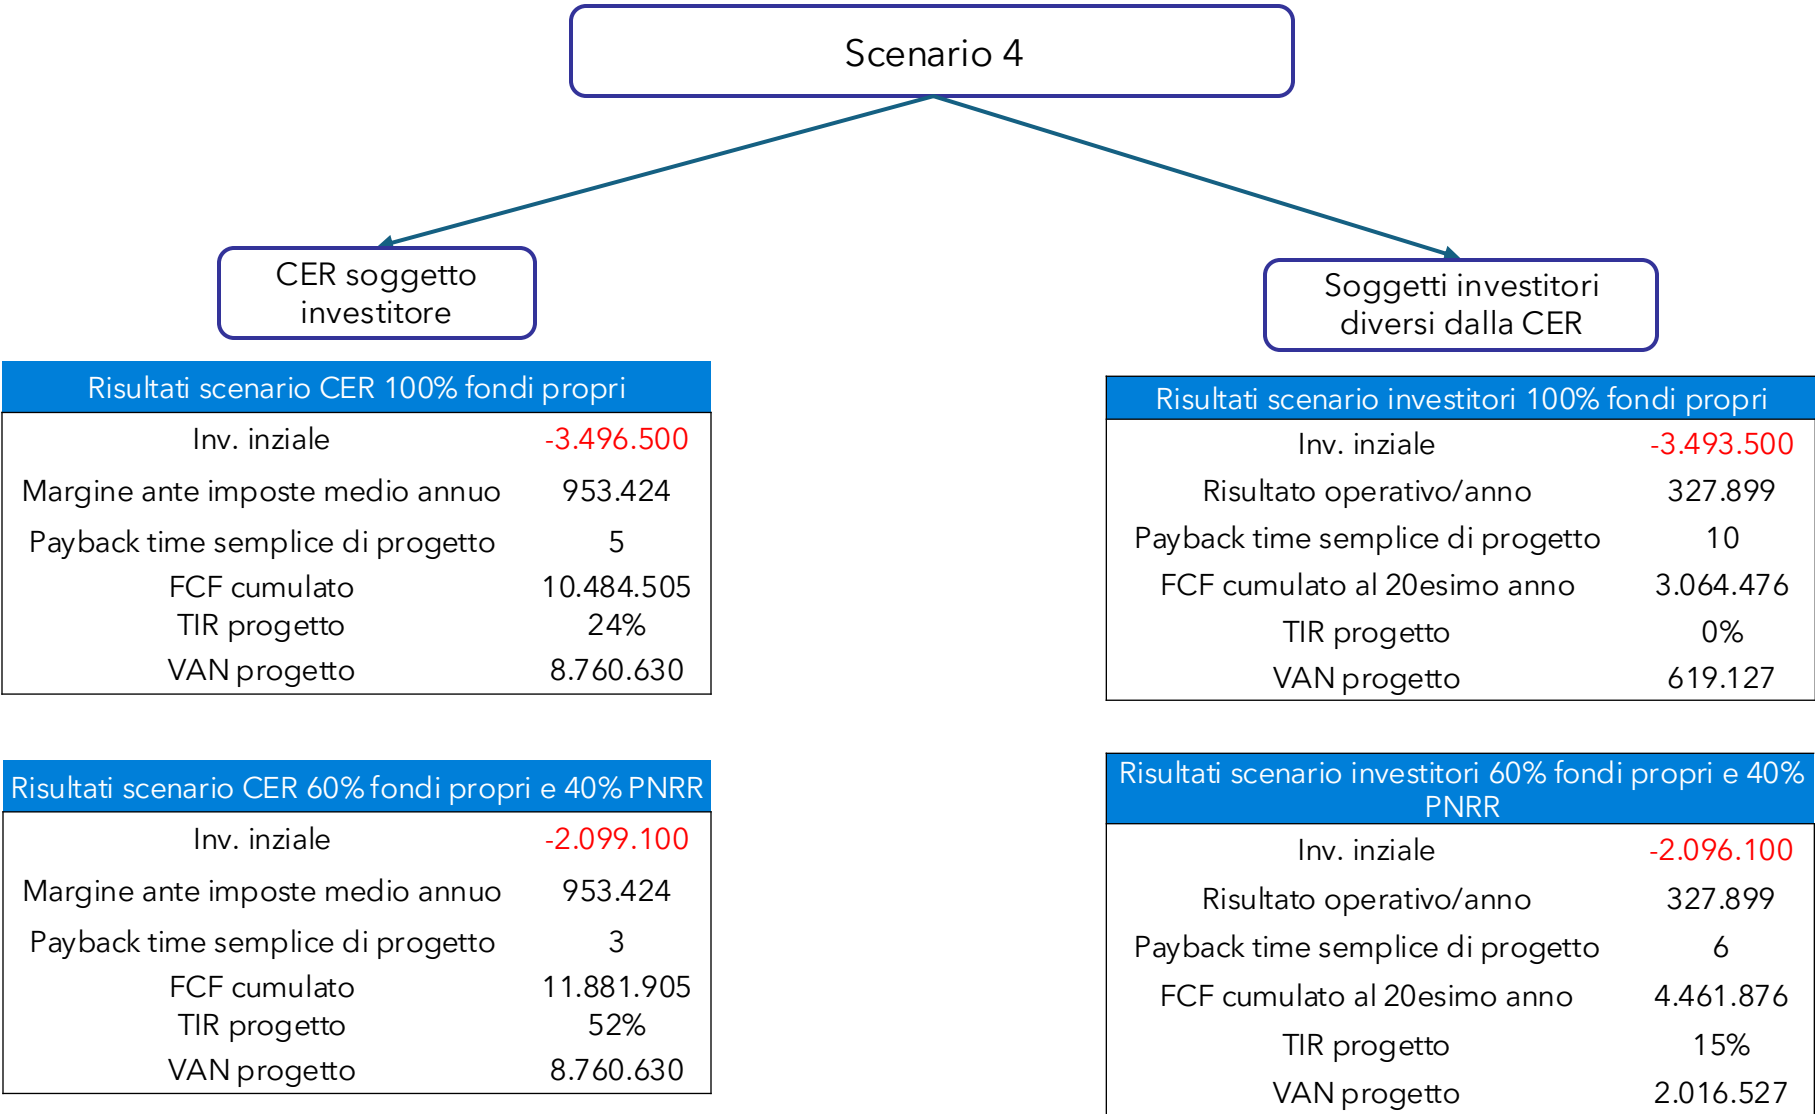 Scenario 4
CER soggetto
investitore
Risultati scenario CER 100% fondi propri
Inv. inziale -3.496.500
Margine ante imposte medio annuo 953.424
Payback time semplice di progetto 5
FCF cumulato 10.484.505
TIR progetto 24%
VAN progetto 8.760.630
Risultati scenario CER 60% fondi propri e 40% PNRR
Inv. inziale -2.099.100
Margine ante imposte medio annuo 953.424
Payback time semplice di progetto 3
FCF cumulato 11.881.905
TIR progetto 52%
VAN progetto 8.760.630
Soggetti investitori
diversi dalla CER
Risultati scenario investitori 100% fondi propri
Inv. inziale -3.493.500
Risultato operativo/anno 327.899
Payback time semplice di progetto 10
FCF cumulato al 20esimo anno 3.064.476
TIR progetto 0%
VAN progetto 619.127
Risultati scenario investitori 60% fondi propri e 40%
PNRR
Inv. inziale -2.096.100
Risultato operativo/anno 327.899
Payback time semplice di progetto 6
FCF cumulato al 20esimo anno 4.461.876
TIR progetto 15%
VAN progetto 2.016.527